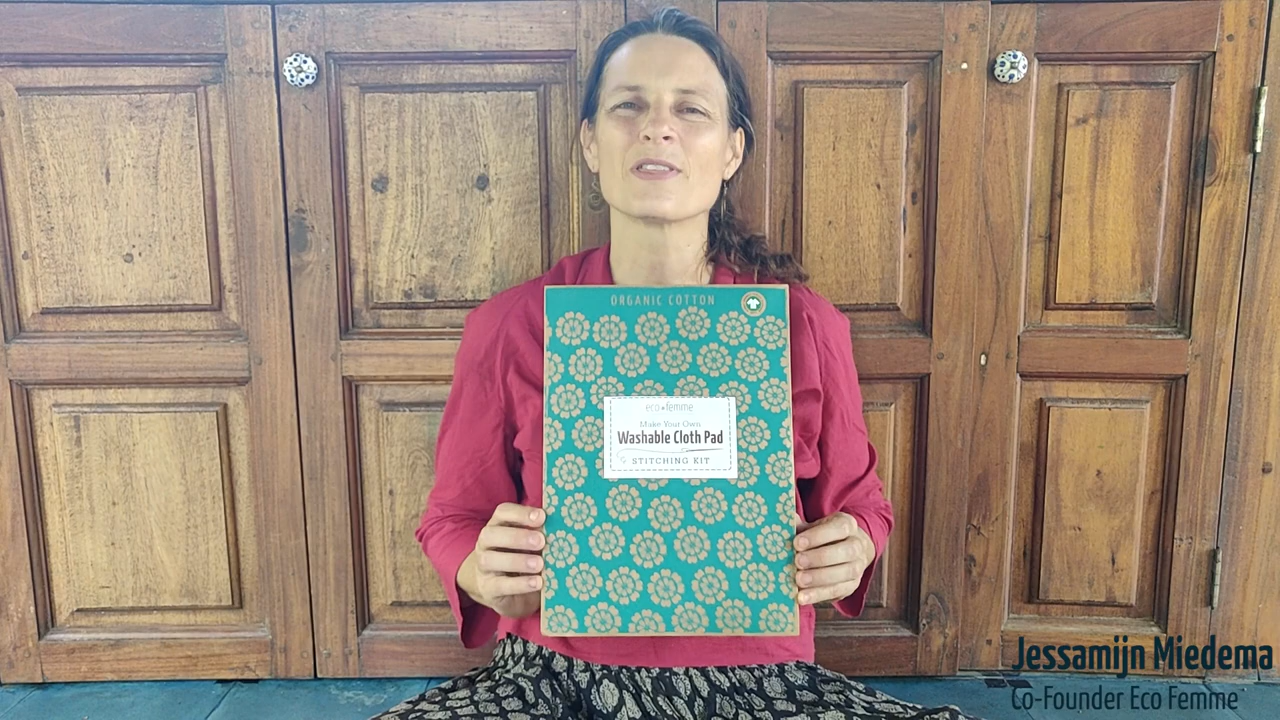 ORGANIC COTTON
eco femme
Make Your Own
Washable Cloth Pad
STITCHING KIT
Jessamijn Miedema
Co-Founder Eco Femme